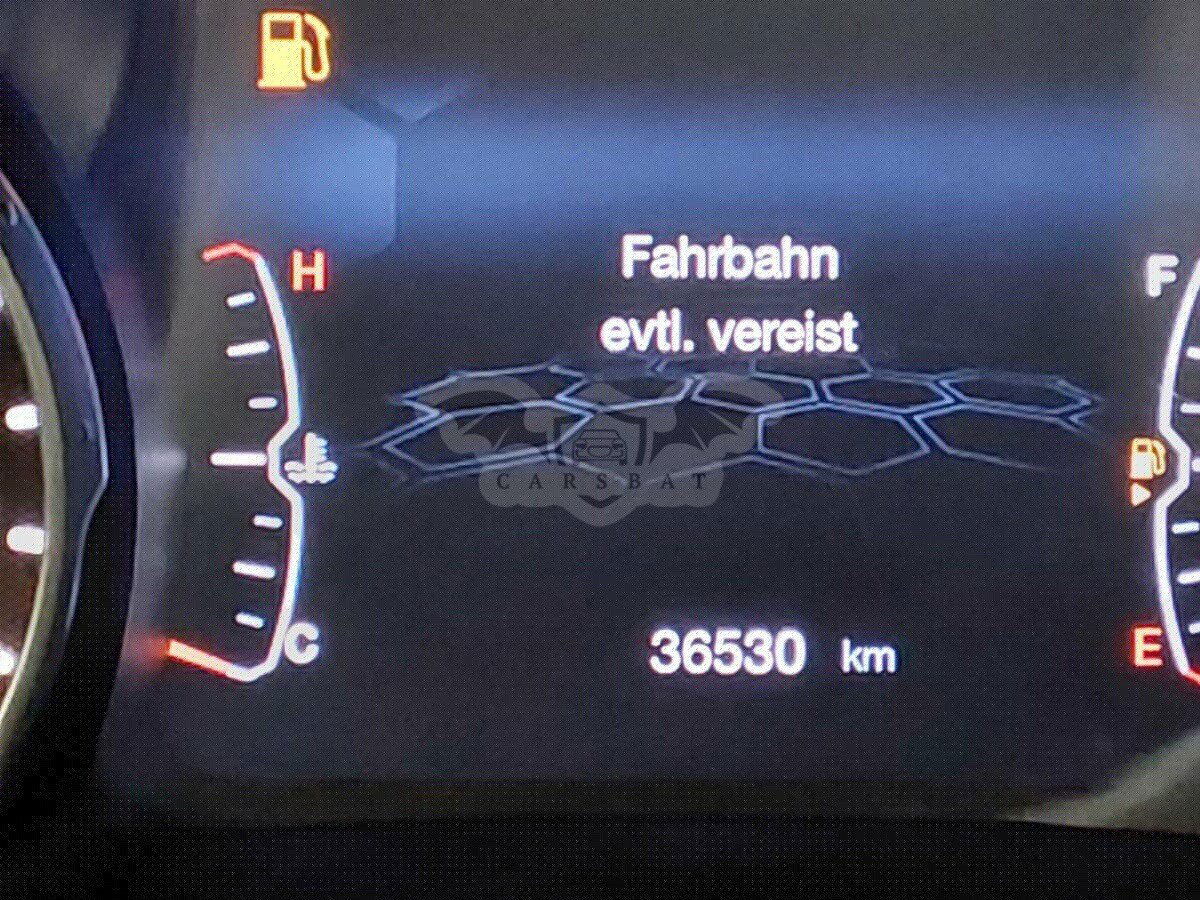 H
Fahrbahn
F
evtl. vereist
CARSBAT
C
36530 km
E